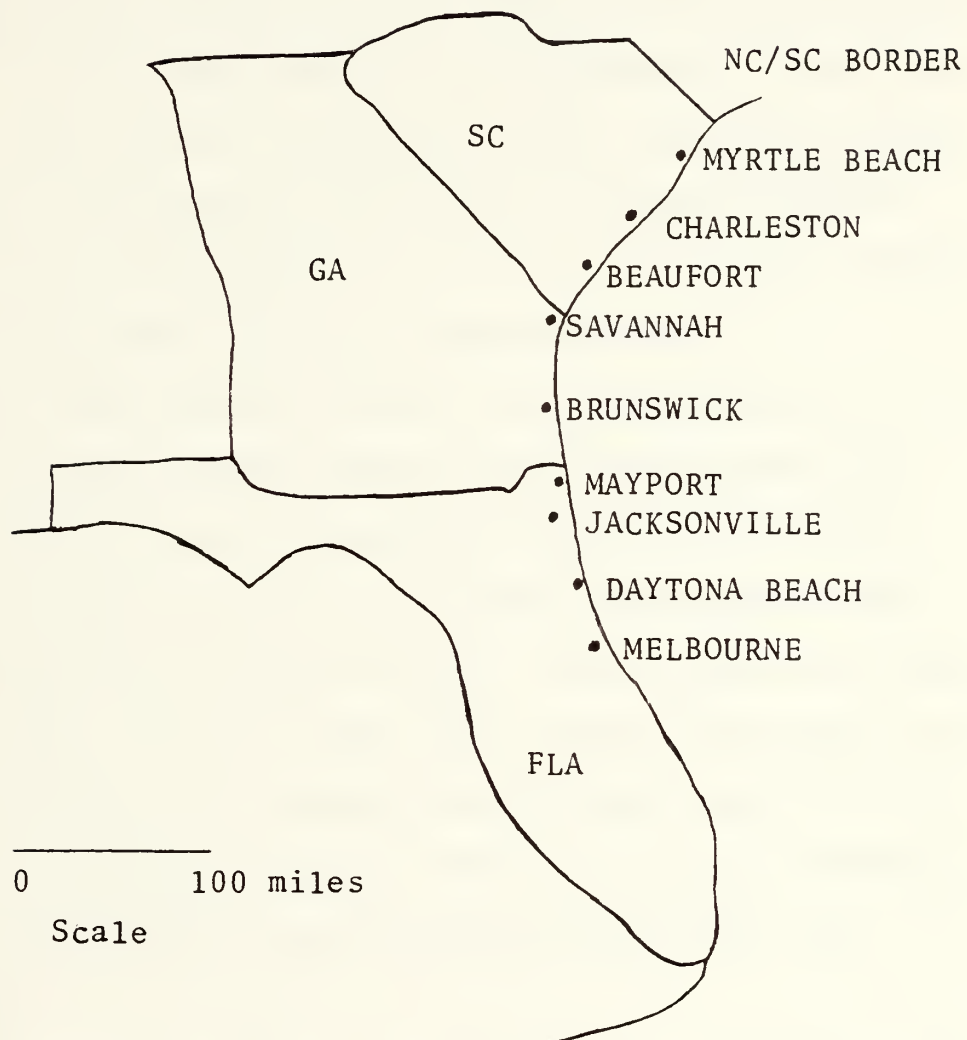 NC/SC BORDER
SC
MYRTLE BEACH
CHARLESTON
GA
BEAUFORT
SAVANNAH
BRUNSWICK
MAYPORT
JACKSONVILLE
DAYTONA BEACH
MELBOURNE
FLA
0 100 miles
Scale